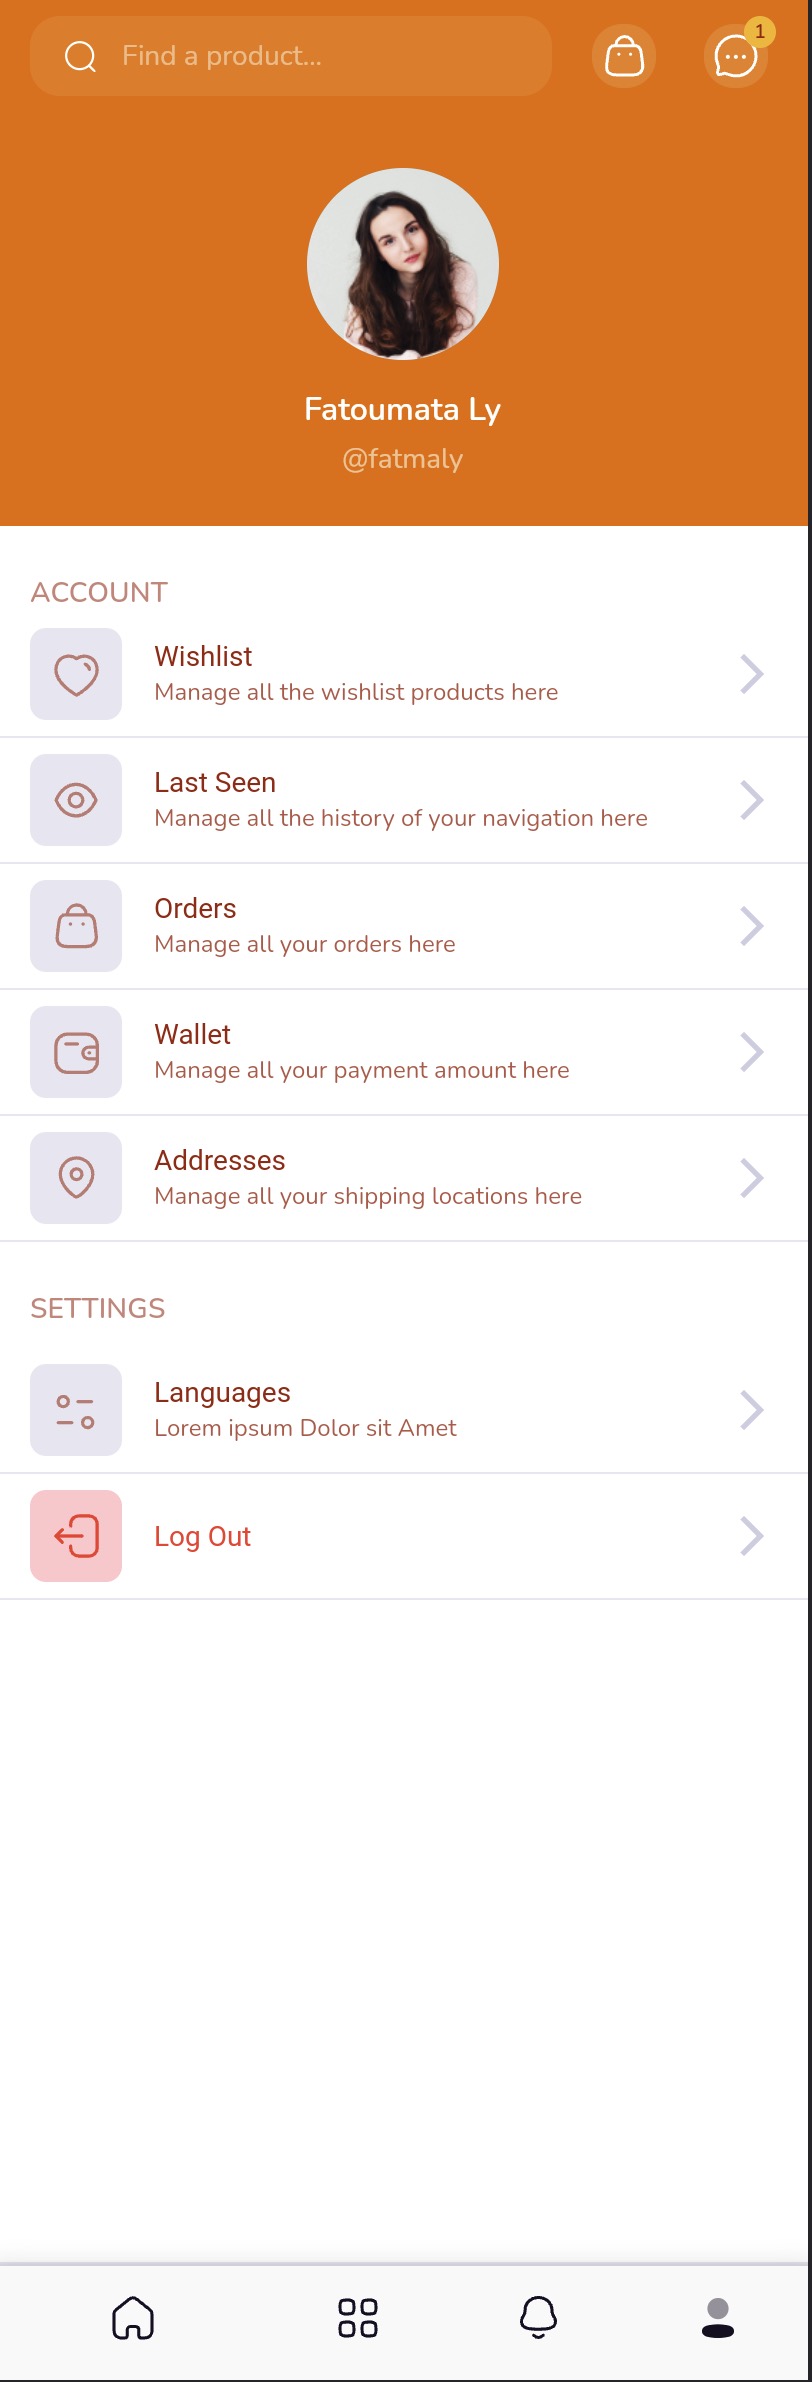 Find a product...
1
Fatoumata Ly
@fatmaly
ACCOUNT
Wishlist
Manage all the wishlist products here
Last Seen
Manage all the history of your navigation here
Orders
Manage all your orders here
Wallet
Manage all your payment amount here
Addresses
Manage all your shipping locations here
SETTINGS
Languages
Lorem ipsum Dolor sit Amet
Log Out